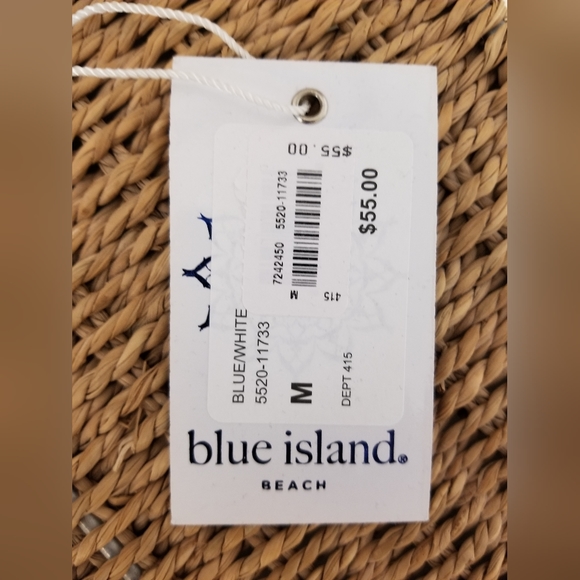 $55.00
7242450 5520-11733
M
415
$55.00
BLUE/WHITE
5520-11733
M
DEPT 415
blue island®
BEACH